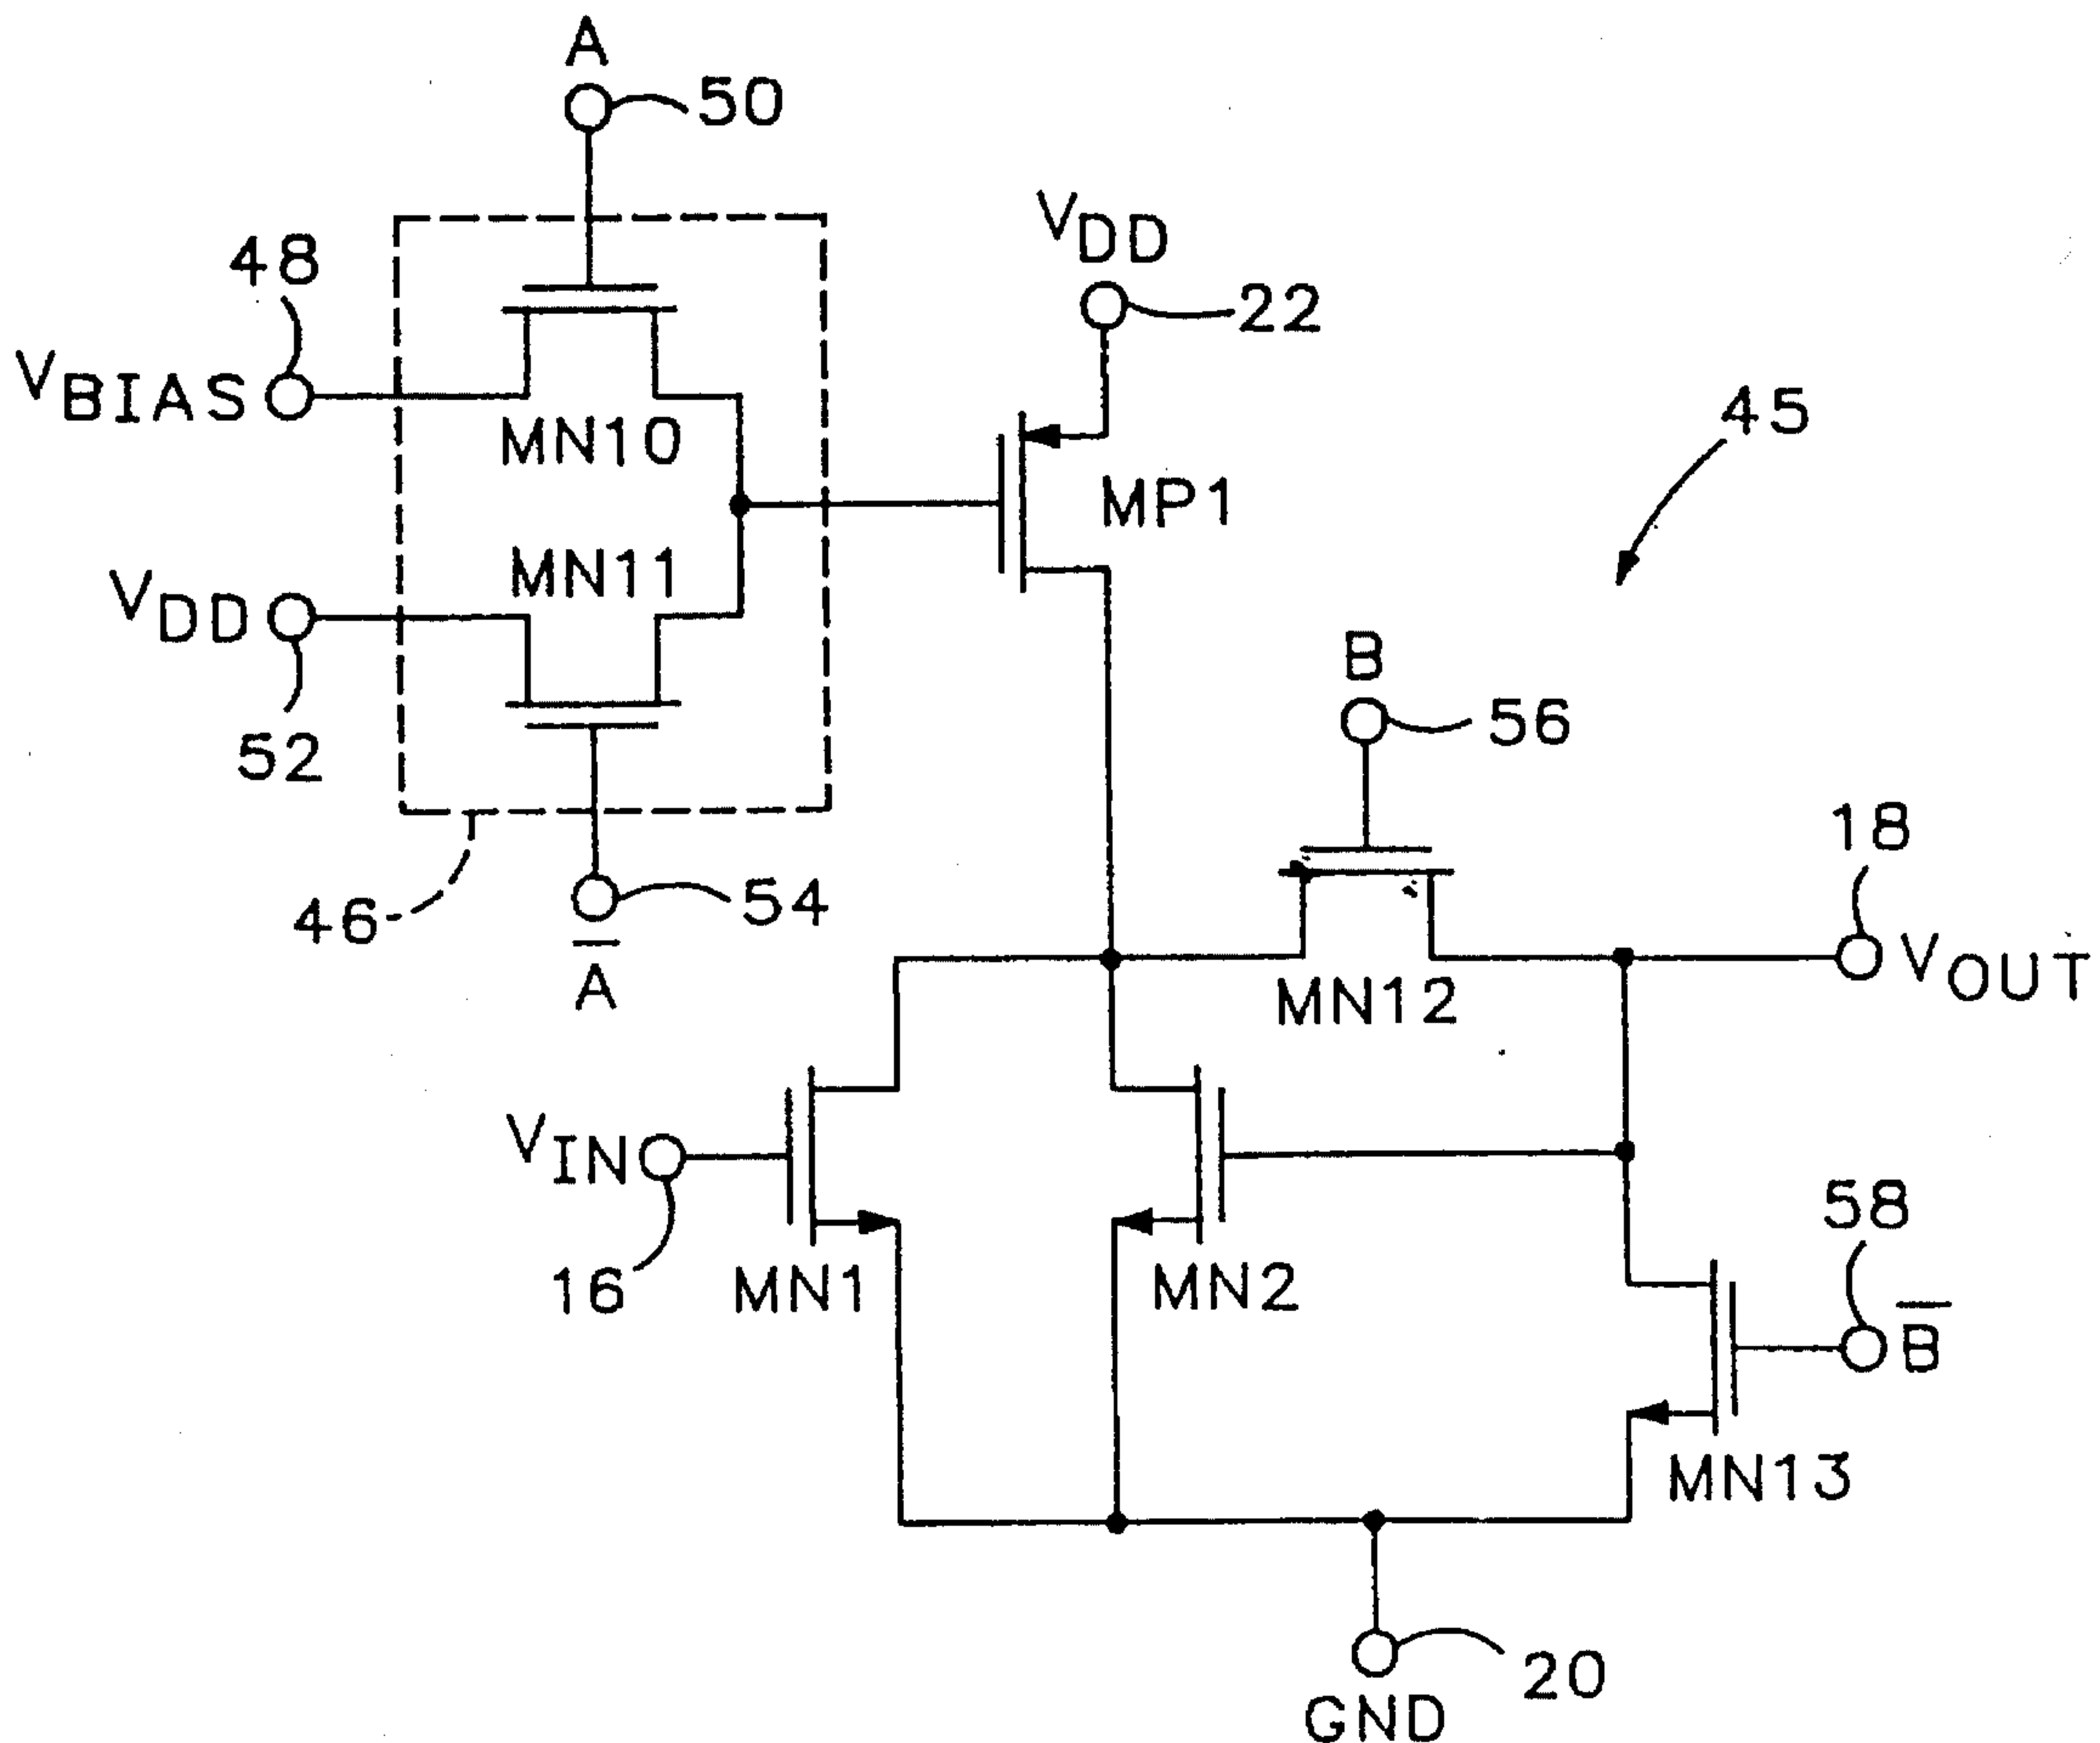 A
50
48
VDD
22
VBIAS
MN10
45
MP1
MN11
VDD
B
56
52
18
46
54
A̅
VOUT
MN12
VIN
58
16
MN1
MN2
B̅
MN13
20
GND